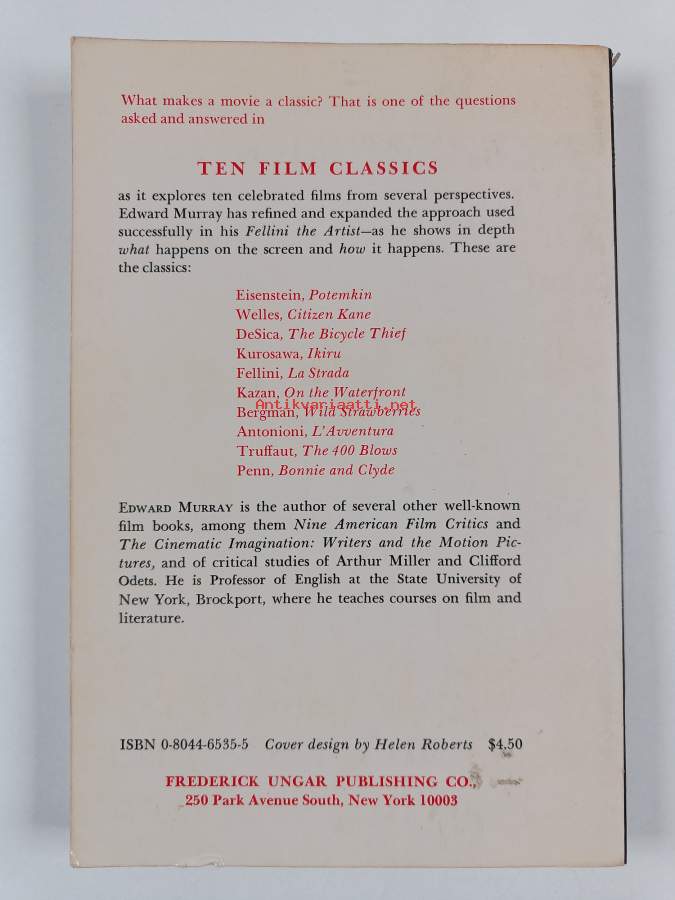 What makes a movie a classic? That is one of the questions
asked and answered in
TEN FILM CLASSICS
as it explores ten celebrated films from several perspectives.
Edward Murray has refined and expanded the approach used
successfully in his Fellini the Artist—as he shows in depth
what happens on the screen and how it happens. These are
the classics:
Eisenstein, Potemkin
Welles, Citizen Kane
DeSica, The Bicycle Thief
Kurosawa, Ikiru
Fellini, La Strada
Kazan, On the Waterfront
Antikvariaatti.net
Bergman, Wild Strawberries
Antonioni, L'Avventura
Truffaut, The 400 Blows
Penn, Bonnie and Clyde
EDWARD MURRAY is the author of several other well-known
film books, among them Nine American Film Critics and
The Cinematic Imagination: Writers and the Motion Pic-
tures, and of critical studies of Arthur Miller and Clifford
Odets. He is Professor of English at the State University of
New York, Brockport, where he teaches courses on film and
literature.
ISBN 0-8044-6535-5 Cover design by Helen Roberts $4.50
FREDERICK UNGAR PUBLISHING CO.,
250 Park Avenue South, New York 10003